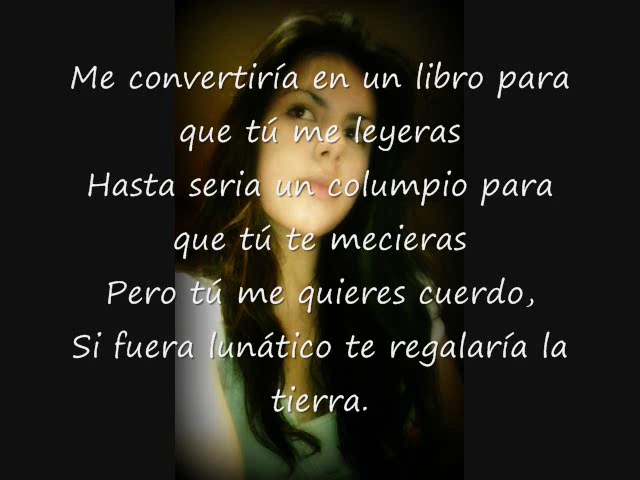 Me convertiría en un libro para
que tú me leyeras
Hasta seria un columpio para
que tú te mecieras
Pero tú me quieres cuerdo,
Si fuera lunático te regalaría la
tierra.